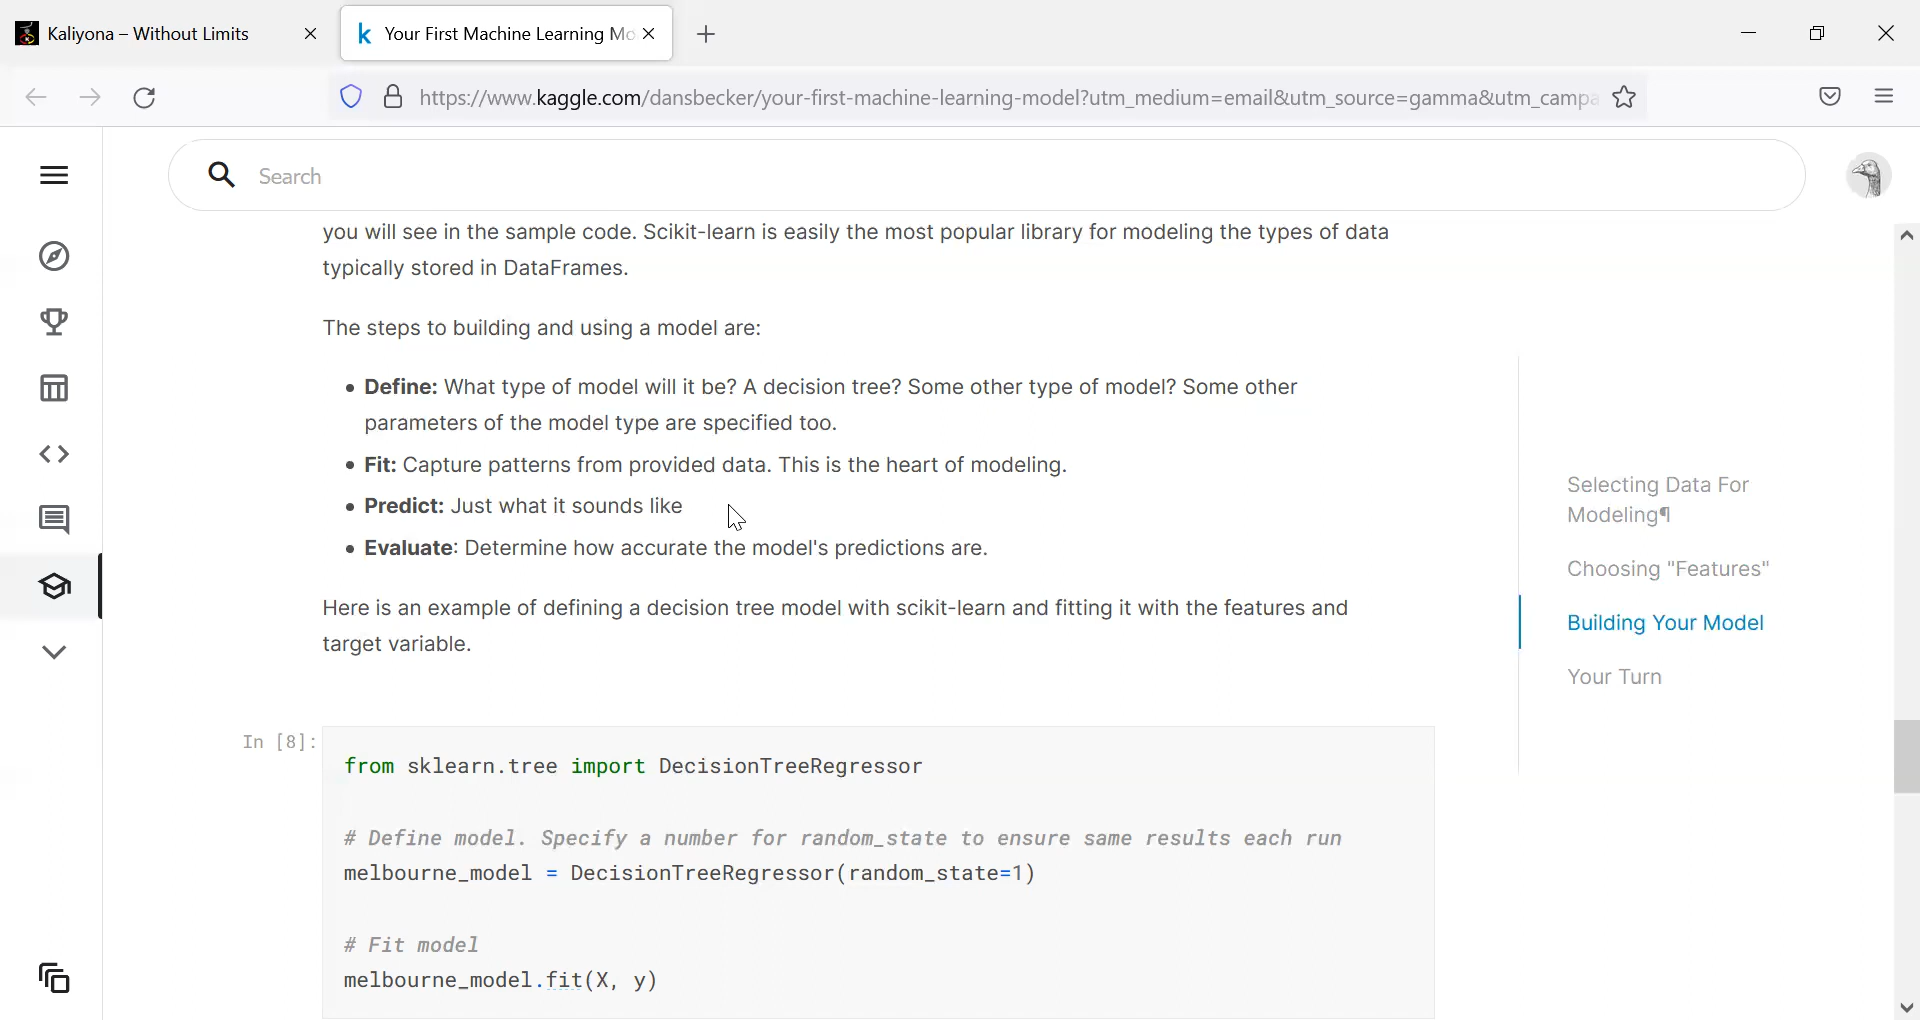 Kaliyona – Without Limits
Your First Machine Learning Mo
https://www.kaggle.com/dansbecker/your-first-machine-learning-model?utm_medium=email&utm_source=gamma&utm_campa
Search
you will see in the sample code. Scikit-learn is easily the most popular library for modeling the types of data
typically stored in DataFrames.
The steps to building and using a model are:
• Define: What type of model will it be? A decision tree? Some other type of model? Some other
parameters of the model type are specified too.
• Fit: Capture patterns from provided data. This is the heart of modeling.
• Predict: Just what it sounds like
• Evaluate: Determine how accurate the model's predictions are.
Here is an example of defining a decision tree model with scikit-learn and fitting it with the features and
target variable.
In [8]:
from sklearn.tree import DecisionTreeRegressor
# Define model. Specify a number for random_state to ensure same results each run
melbourne_model = DecisionTreeRegressor(random_state=1)
# Fit model
melbourne_model.fit(X, y)
Selecting Data For
Modeling¶
Choosing "Features"
Building Your Model
Your Turn